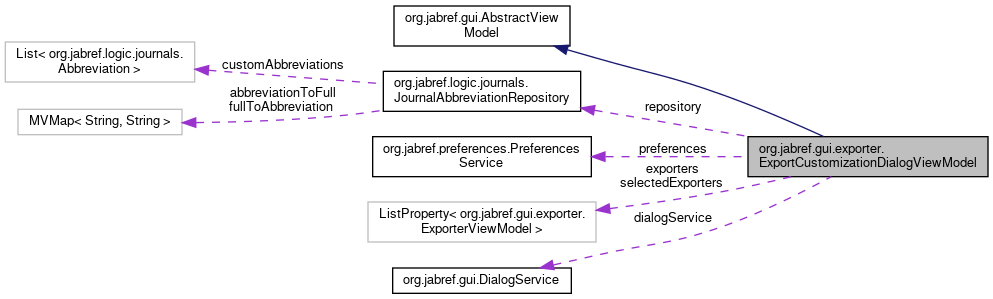 org.jabref.gui.AbstractView
Model
List< org.jabref.logic.journals.
Abbreviation >
customAbbreviations
org.jabref.logic.journals.
JournalAbbreviationRepository
abbreviationToFull
fullToAbbreviation
MVMap< String, String >
repository
org.jabref.preferences.Preferences
Service
preferences
org.jabref.gui.exporter.
ExportCustomizationDialogViewModel
exporters
selectedExporters
ListProperty< org.jabref.gui.exporter.
ExporterViewModel >
dialogService
org.jabref.gui.DialogService